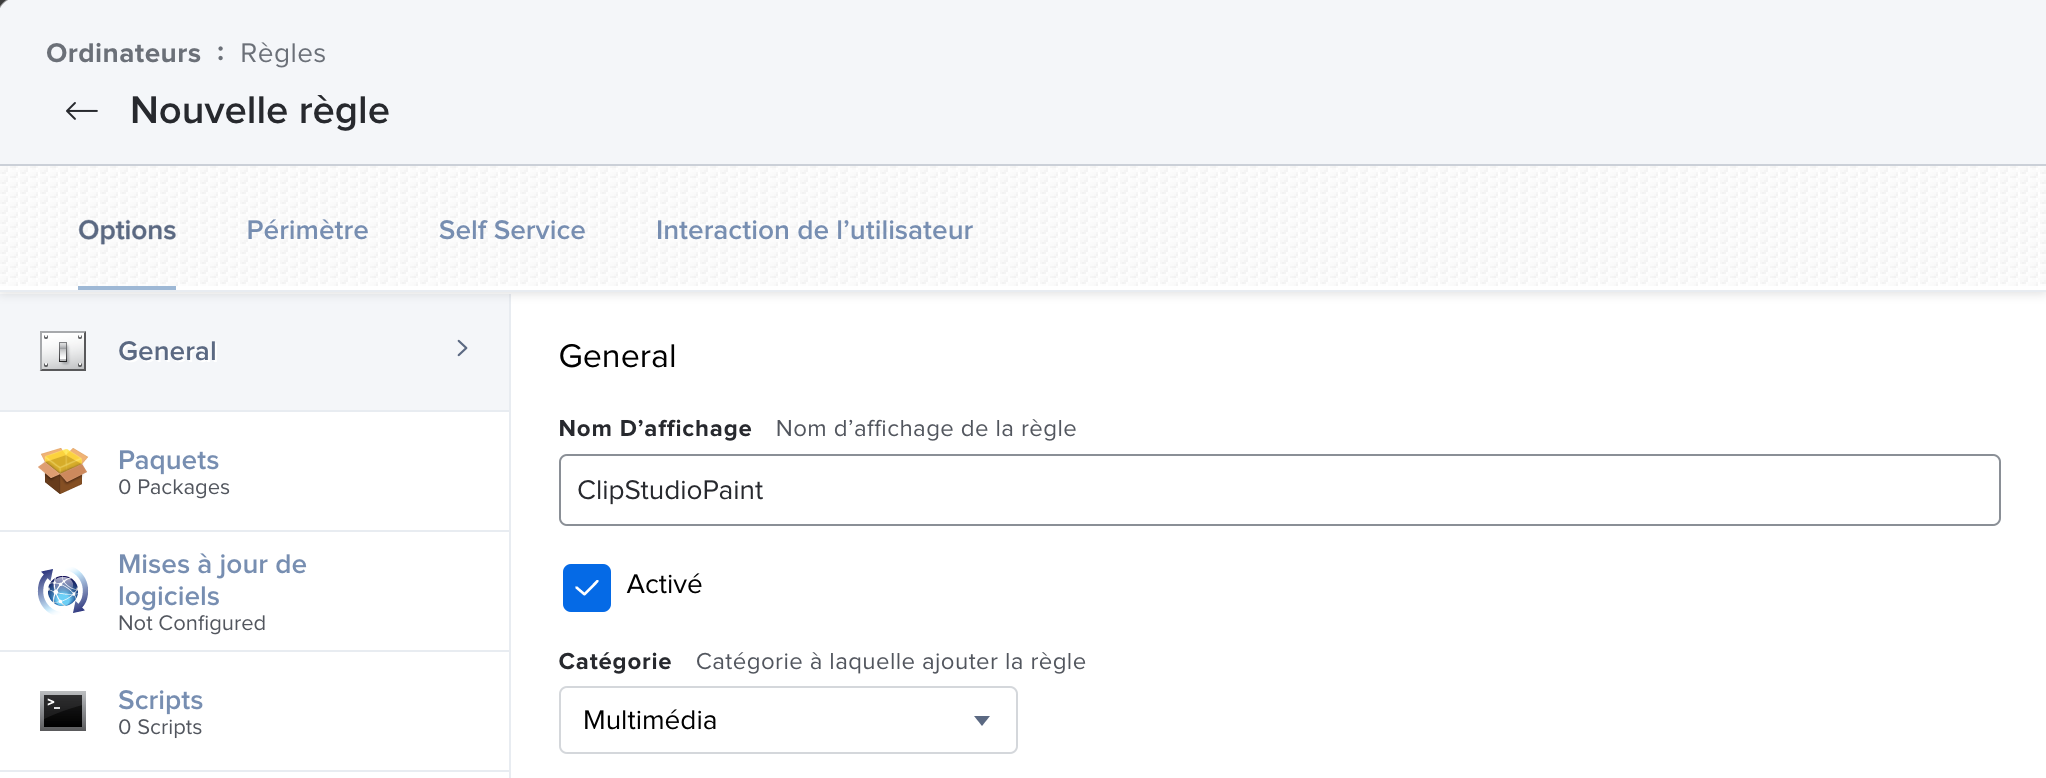 Ordinateurs : Règles
← Nouvelle règle
Options Périmètre Self Service Interaction de l’utilisateur
General
Paquets
0 Packages
Mises à jour de
logiciels
Not Configured
Scripts
0 Scripts
General
Nom D’affichage Nom d’affichage de la règle
ClipStudioPaint
Activé
Catégorie Catégorie à laquelle ajouter la règle
Multimédia